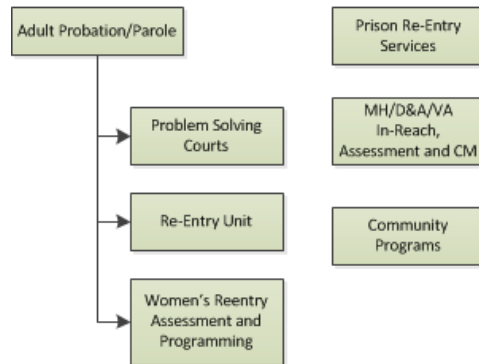 Adult Probation/Parole
Problem Solving
Courts
Re-Entry Unit
Women's Reentry
Assessment and
Programming
Prison Re-Entry
Services
MH/D&A/VA
In-Reach,
Assessment and CM
Community
Programs